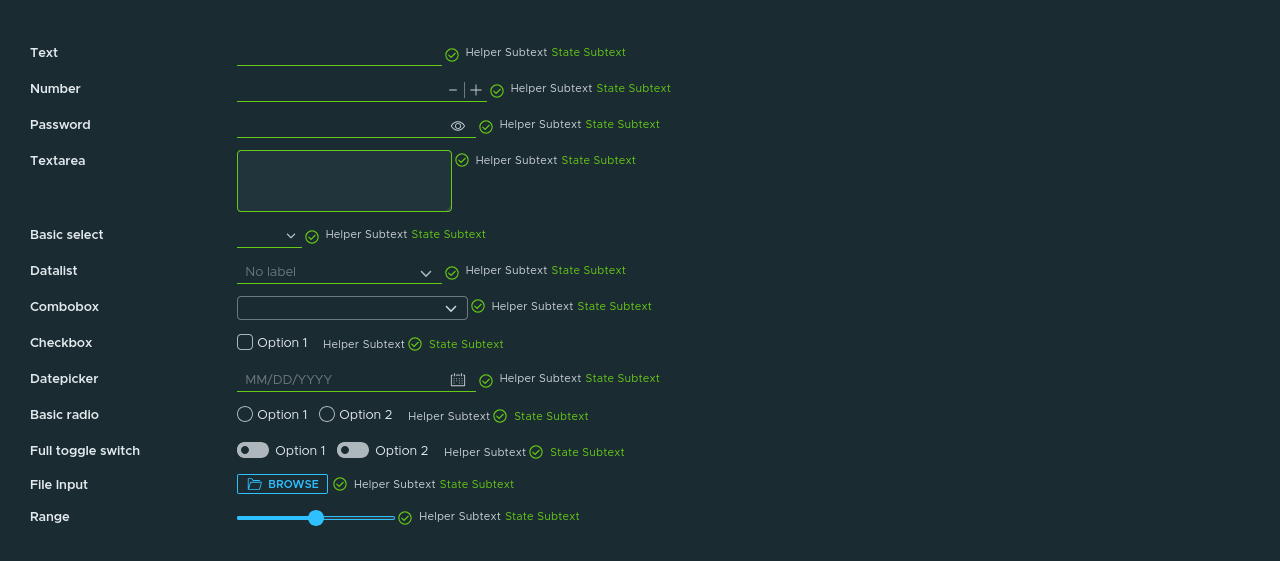 Text Helper Subtext State Subtext
Number Helper Subtext State Subtext
Password Helper Subtext State Subtext
Textarea Helper Subtext State Subtext
Basic select Helper Subtext State Subtext
Datalist No label Helper Subtext State Subtext
Combobox Helper Subtext State Subtext
Checkbox Option 1 Helper Subtext State Subtext
Datepicker MM/DD/YYYY Helper Subtext State Subtext
Basic radio Option 1 Option 2 Helper Subtext State Subtext
Full toggle switch Option 1 Option 2 Helper Subtext State Subtext
File Input BROWSE Helper Subtext State Subtext
Range Helper Subtext State Subtext